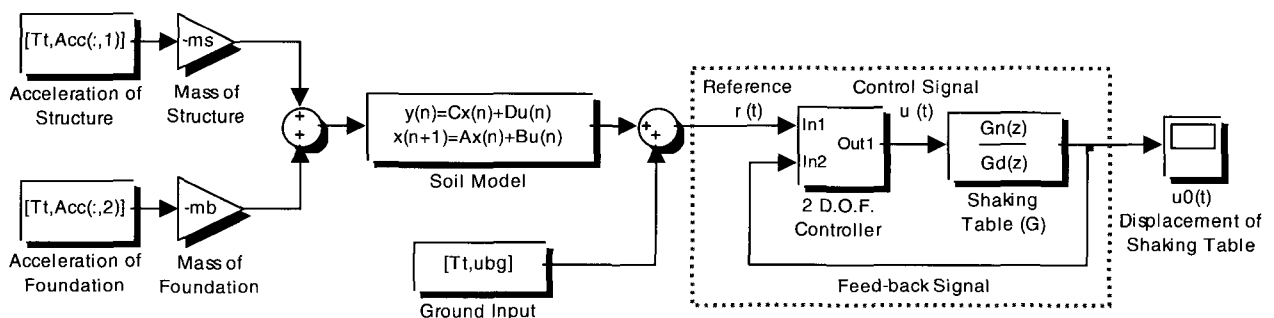 [Tt,Acc(:,1)]
Acceleration of
Structure
-ms
Mass of
Structure
[Tt,Acc(:,2)]
Acceleration of
Foundation
-mb
Mass of
Foundation
+
+
y(n)=Cx(n)+Du(n)
x(n+1)=Ax(n)+Bu(n)
Soil Model
[Tt,ubg]
Ground Input
+
+
Reference
r (t)
Control Signal
u (t)
In1
In2
Out1
2 D.O.F.
Controller
Gn(z)
Gd(z)
Shaking
Table (G)
Feed-back Signal
u0(t)
Displacement of
Shaking Table